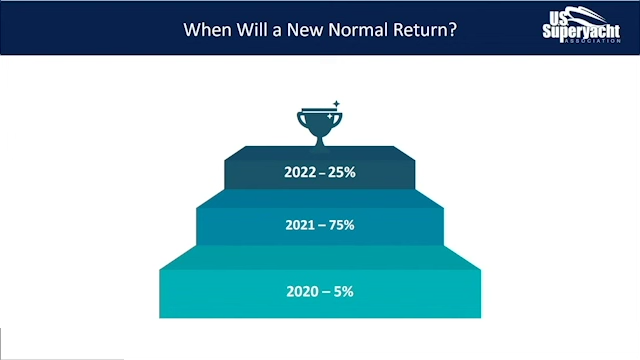 When Will a New Normal Return?
US
Superyacht
ASSOCIATION
2022 – 25%
2021 – 75%
2020 – 5%